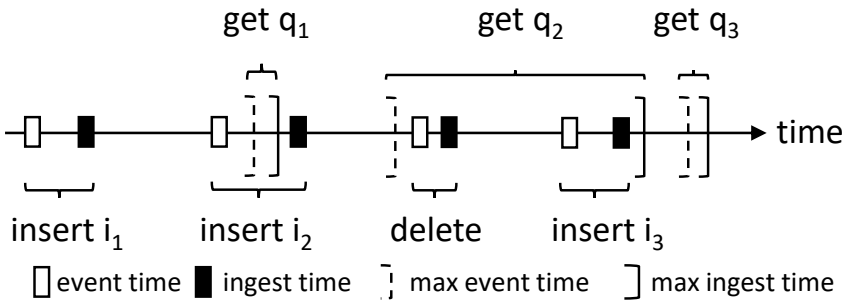 get q₁ get q₂ get q₃
time
insert i₁ insert i₂ delete insert i₃
event time ingest time max event time max ingest time